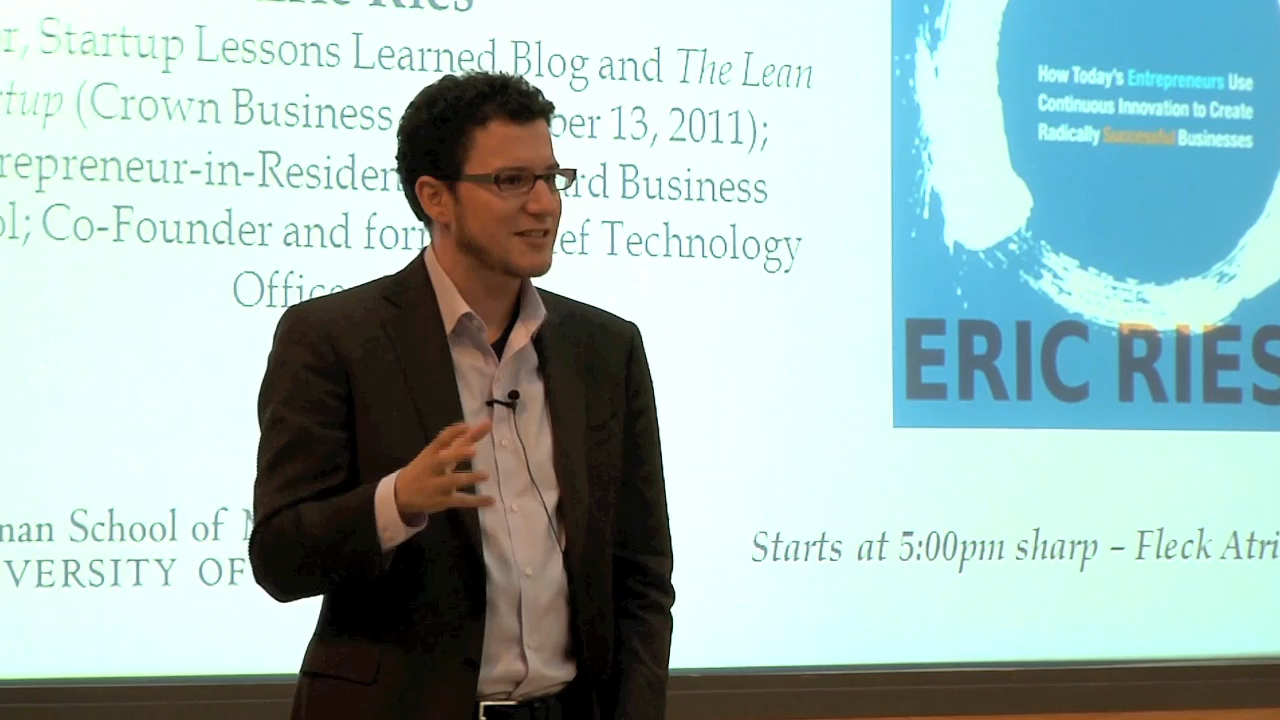 Eric Ries
r, Startup Lessons Learned Blog and The Lean
rtup (Crown Business ber 13, 2011);
repreneur-in-Residen rd Business
ol; Co-Founder and for ef Technology
Office
nan School of
VERSITY OF
How Today's Entrepreneurs Use
Continuous Innovation to Create
Radically Successful Businesses
ERIC RIES
Starts at 5:00pm sharp – Fleck Atri